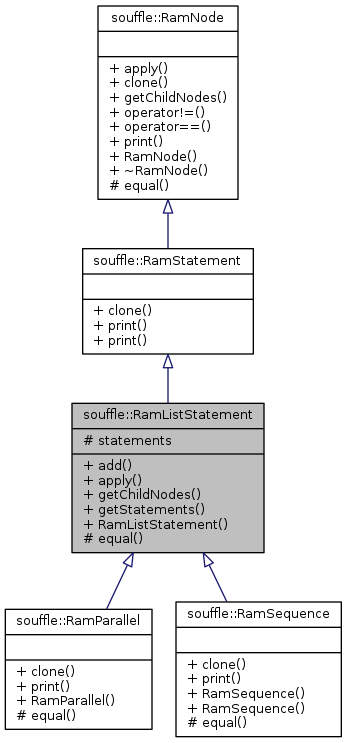 souffle::RamNode
+ apply()
+ clone()
+ getChildNodes()
+ operator!=()
+ operator==()
+ print()
+ RamNode()
+ ~RamNode()
# equal()
souffle::RamStatement
+ clone()
+ print()
+ print()
souffle::RamListStatement
# statements
+ add()
+ apply()
+ getChildNodes()
+ getStatements()
+ RamListStatement()
# equal()
souffle::RamParallel
+ clone()
+ print()
+ RamParallel()
# equal()
souffle::RamSequence
+ clone()
+ print()
+ RamSequence()
+ RamSequence()
# equal()